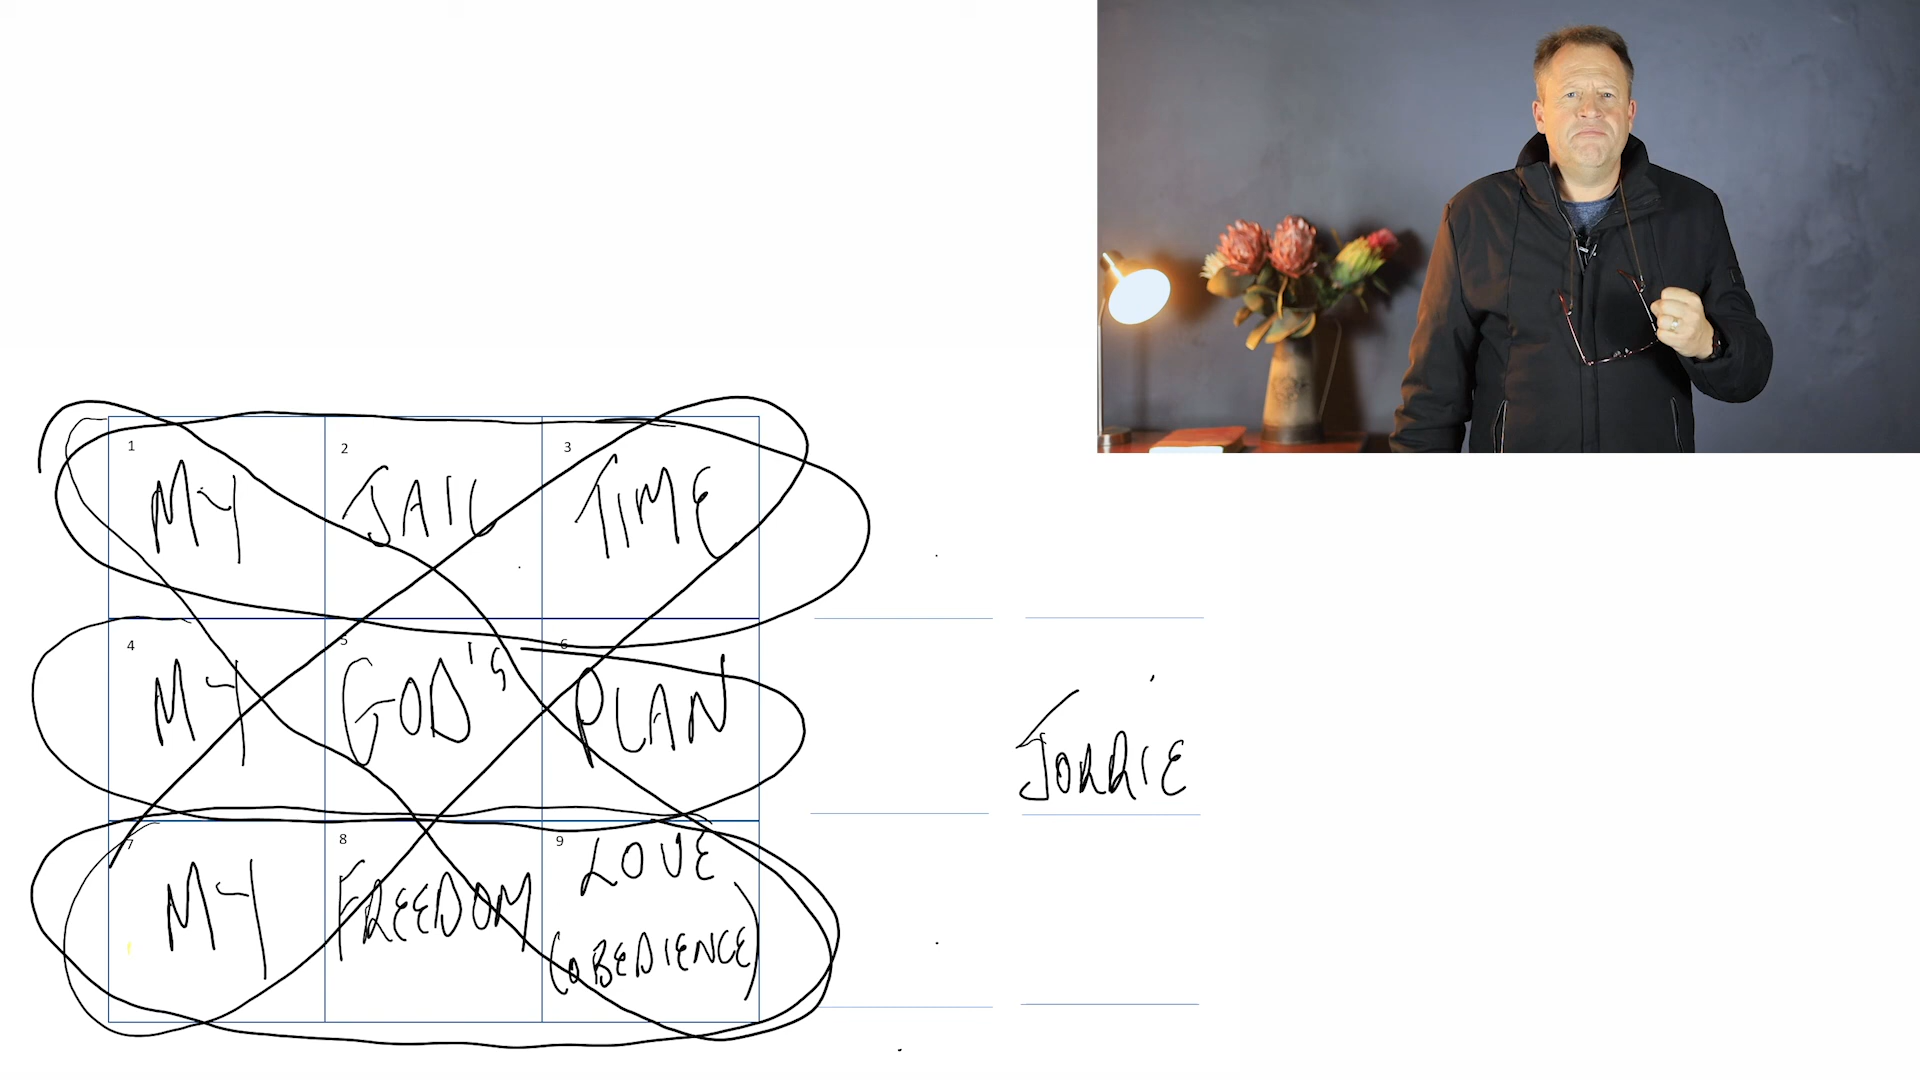 1 2 3
MY JAIL TIME
4 5 6
MY GOD'S PLAN
JORRIE
7 8 9
MY FREEDOM LOVE
(OBEDIENCE)